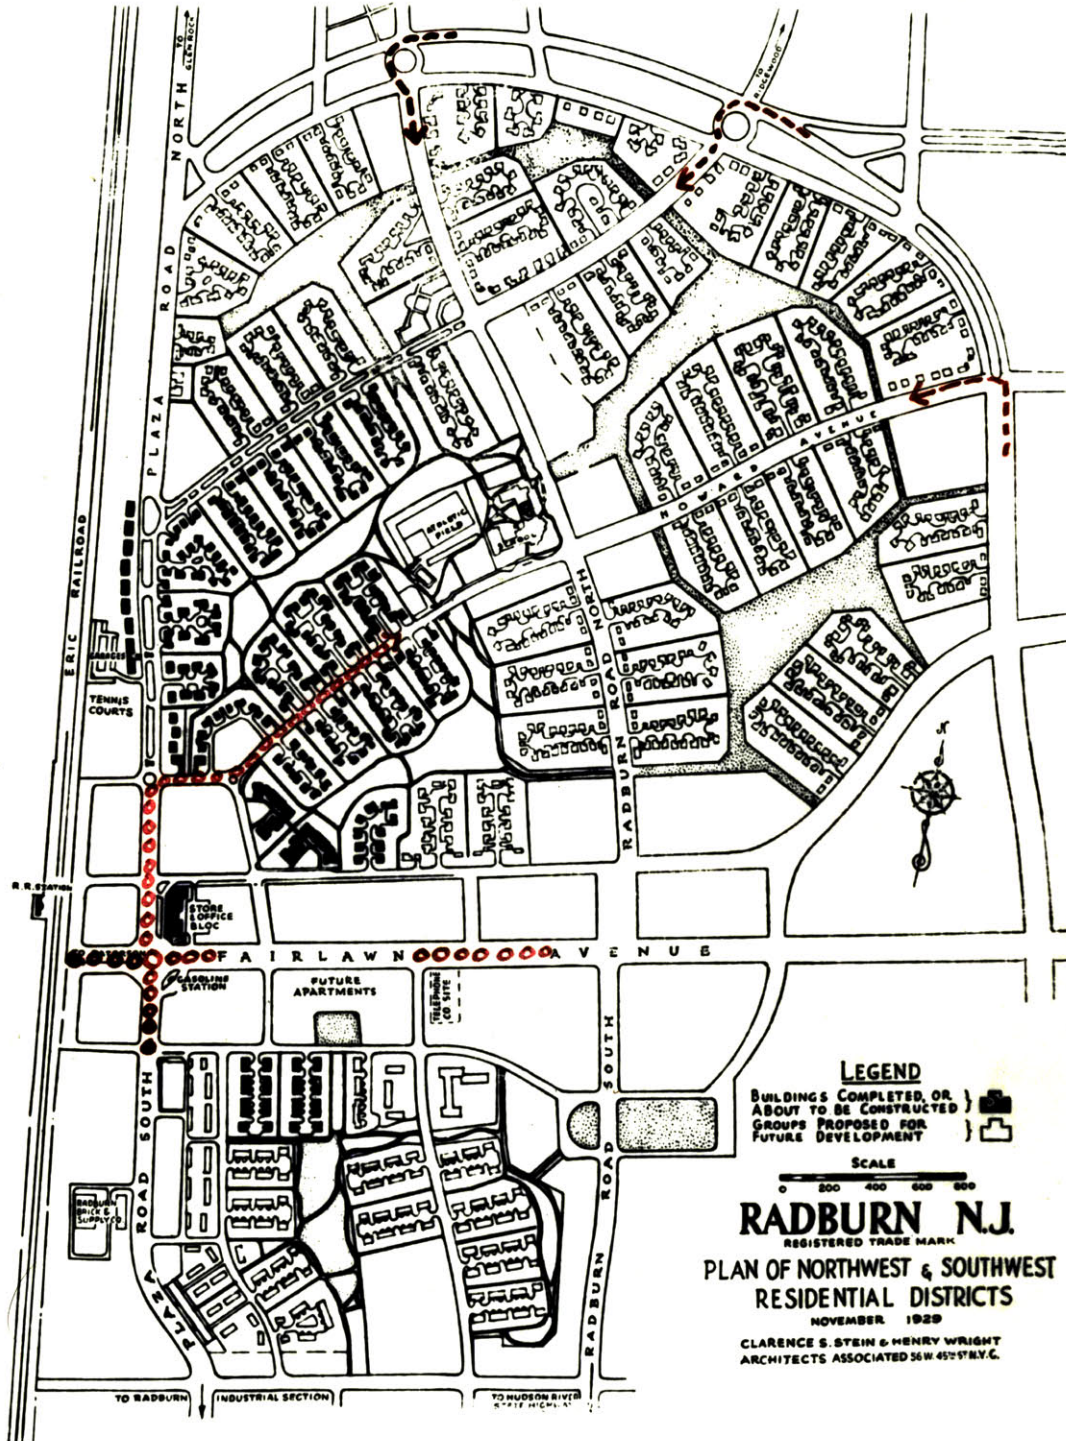 TO
GLEN ROCK
TO
RIDGEWOOD
PLAZA ROAD NORTH
ERIC RAILROAD
HOWARD AVENUE
ATHLETIC
FIELD
SCHOOL
GARAGES
TENNIS
COURTS
RADBURN ROAD NORTH
N
R.R. STATION
STORE
& OFFICE
BLOC
FAIRLAWN AVENUE
GASOLINE
STATION
FUTURE
APARTMENTS
TELEPHONE
CO SITE
PLAZA ROAD SOUTH
RADBURN ROAD SOUTH
RADBURN
BRICK &
SUPPLY CO.
LEGEND
BUILDINGS COMPLETED, OR
ABOUT TO BE CONSTRUCTED
GROUPS PROPOSED FOR
FUTURE DEVELOPMENT
SCALE
0 200 400 600 800
RADBURN N.J.
REGISTERED TRADE MARK
PLAN OF NORTHWEST & SOUTHWEST
RESIDENTIAL DISTRICTS
NOVEMBER 1929
CLARENCE S. STEIN & HENRY WRIGHT
ARCHITECTS ASSOCIATED 56 W. 45TH ST N.Y.C.
TO RADBURN INDUSTRIAL SECTION
TO HUDSON RIVER
STATE HIGH